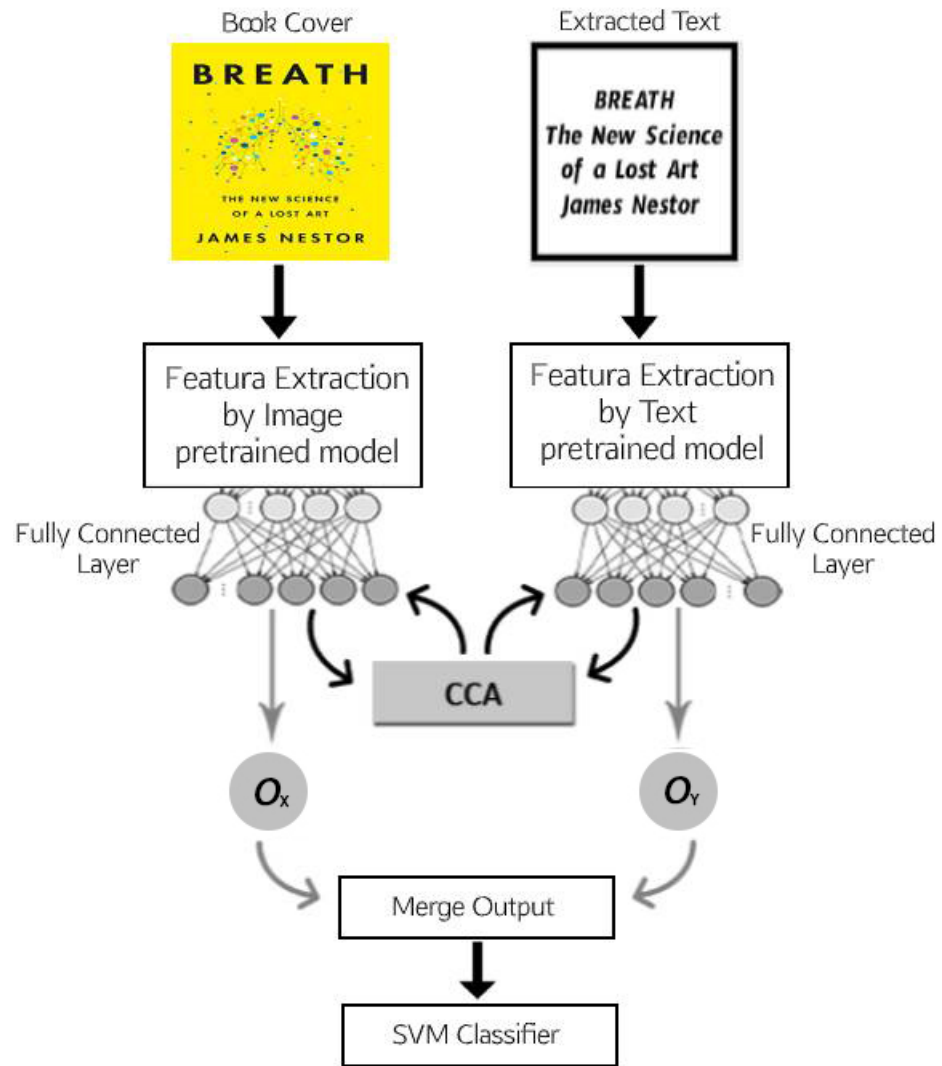 Book Cover
Extracted Text
BREATH
THE NEW SCIENCE
OF A LOST ART
JAMES NESTOR
BREATH
The New Science
of a Lost Art
James Nestor
Featura Extraction
by Image
pretrained model
Featura Extraction
by Text
pretrained model
Fully Connected
Layer
Fully Connected
Layer
CCA
Ox
OY
Merge Output
SVM Classifier